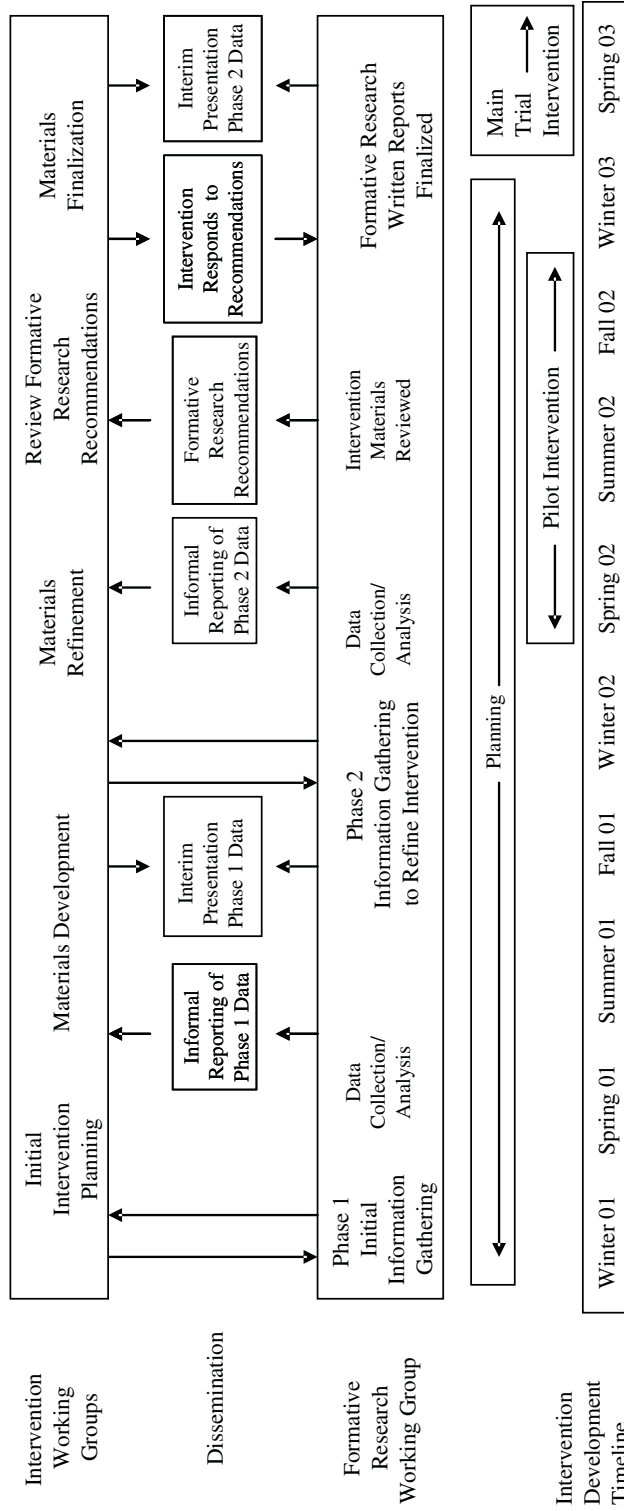 Intervention
Working
Groups
Initial
Intervention
Planning
Materials Development
Materials
Refinement
Review Formative
Research
Recommendations
Materials
Finalization
Dissemination
Informal
Reporting of
Phase 1 Data
Interim
Presentation
Phase 1 Data
Informal
Reporting of
Phase 2 Data
Formative
Research
Recommendations
Intervention
Responds to
Recommendations
Interim
Presentation
Phase 2 Data
Formative
Research
Working Group
Phase 1
Initial
Information
Gathering
Data
Collection/
Analysis
Phase 2
Information Gathering
to Refine Intervention
Data
Collection/
Analysis
Intervention
Materials
Reviewed
Formative Research
Written Reports
Finalized
Planning
Main
Trial
Intervention
Pilot Intervention
Intervention
Development
Timeline
Winter 01
Spring 01
Summer 01
Fall 01
Winter 02
Spring 02
Summer 02
Fall 02
Winter 03
Spring 03